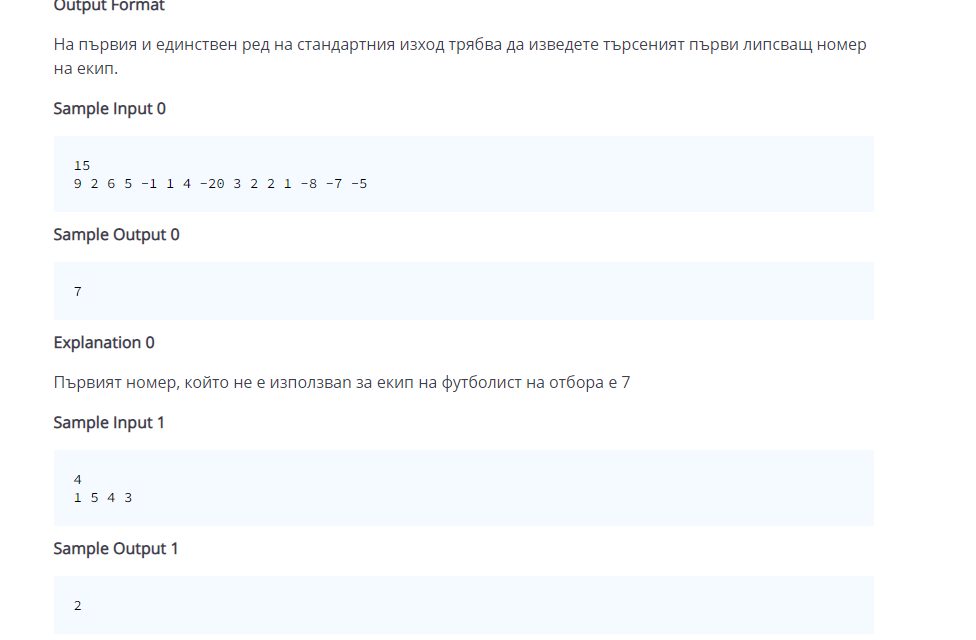 Output Format
На първия и единствен ред на стандартния изход трябва да изведете търсеният първи липсващ номер
на екип.
Sample Input 0
15
9 2 6 5 -1 1 4 -20 3 2 2 1 -8 -7 -5
Sample Output 0
7
Explanation 0
Първият номер, който не е използваn за екип на футболист на отбора е 7
Sample Input 1
4
1 5 4 3
Sample Output 1
2